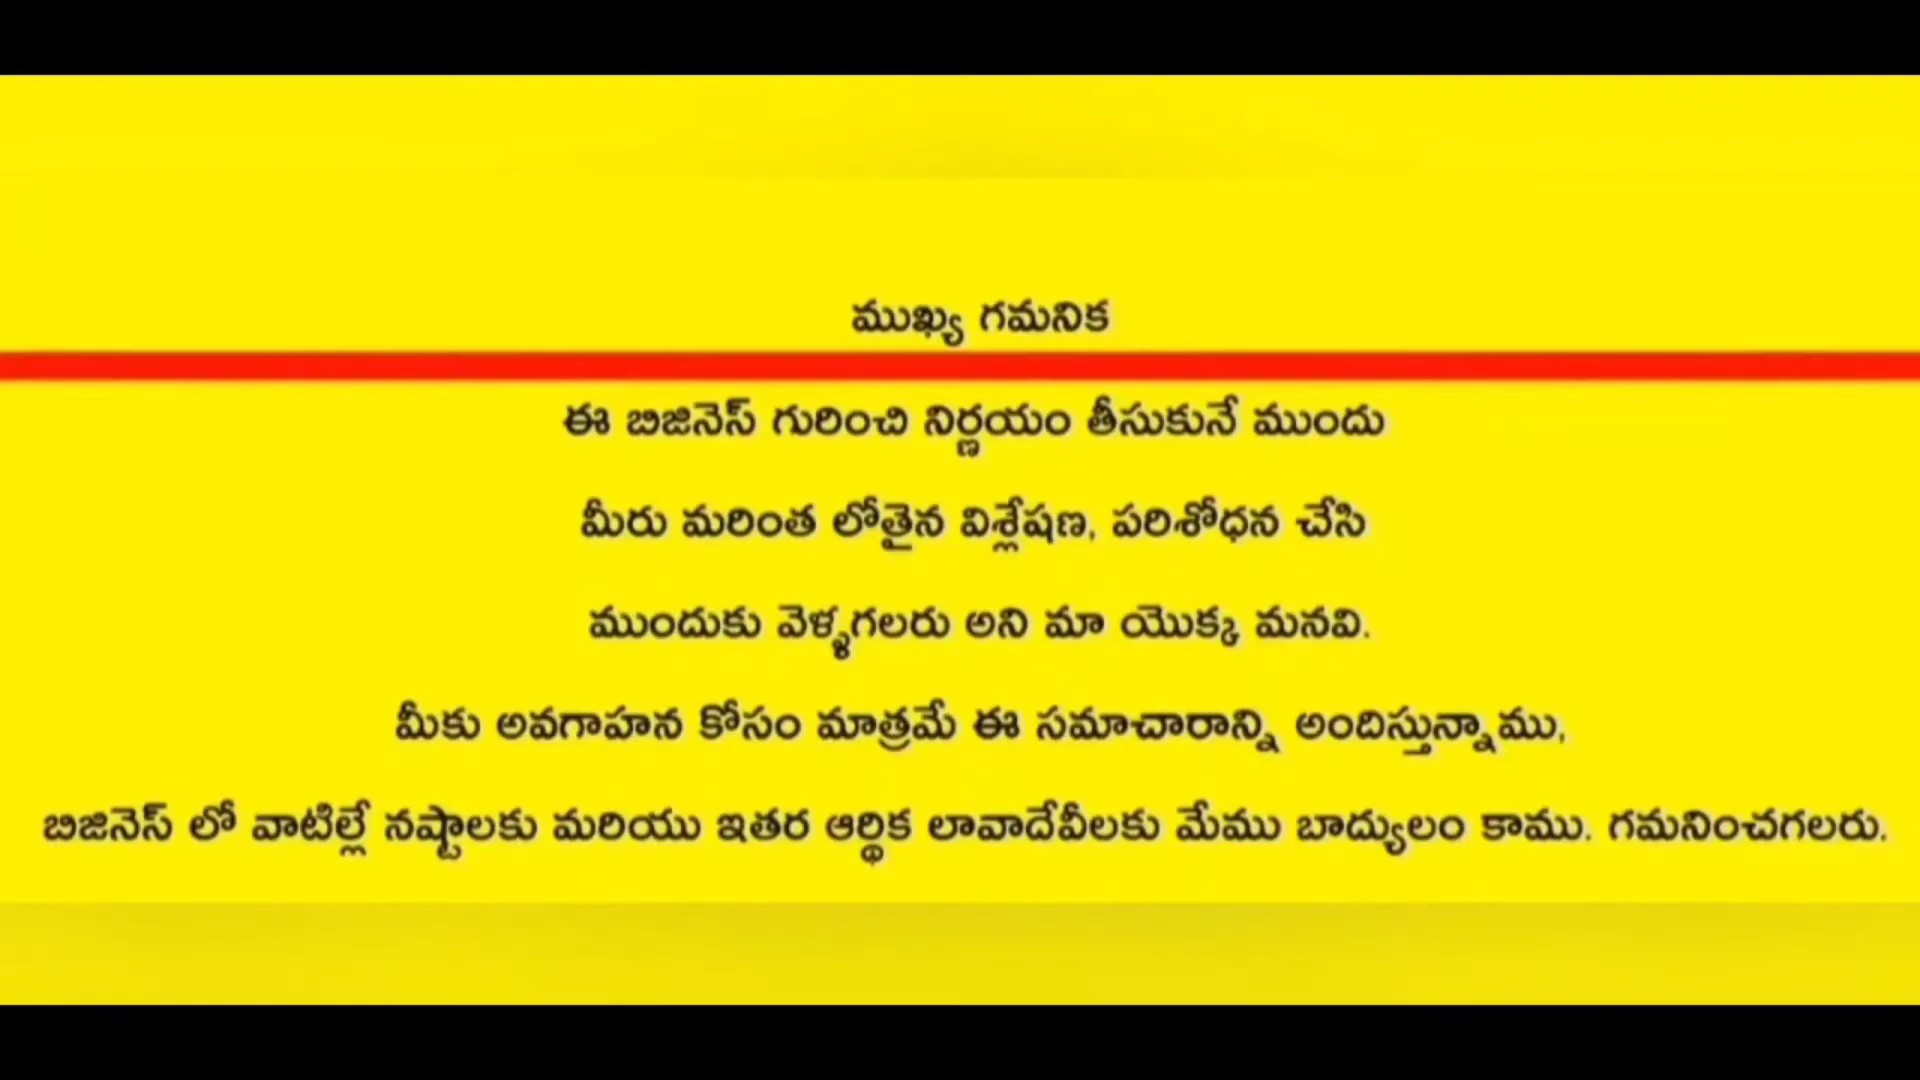 ముఖ్య గమనిక
ఈ బిజినెస్ గురించి నిర్ణయం తీసుకునే ముందు
మీరు మరింత లోతైన విశ్లేషణ, పరిశోధన చేసి
ముందుకు వెళ్ళగలరు అని మా యొక్క మనవి.
మీకు అవగాహన కోసం మాత్రమే ఈ సమాచారాన్ని అందిస్తున్నాము,
బిజినెస్ లో వాటిల్లే నష్టాలకు మరియు ఇతర ఆర్థిక లావాదేవీలకు మేము బాద్యులం కాము. గమనించగలరు.